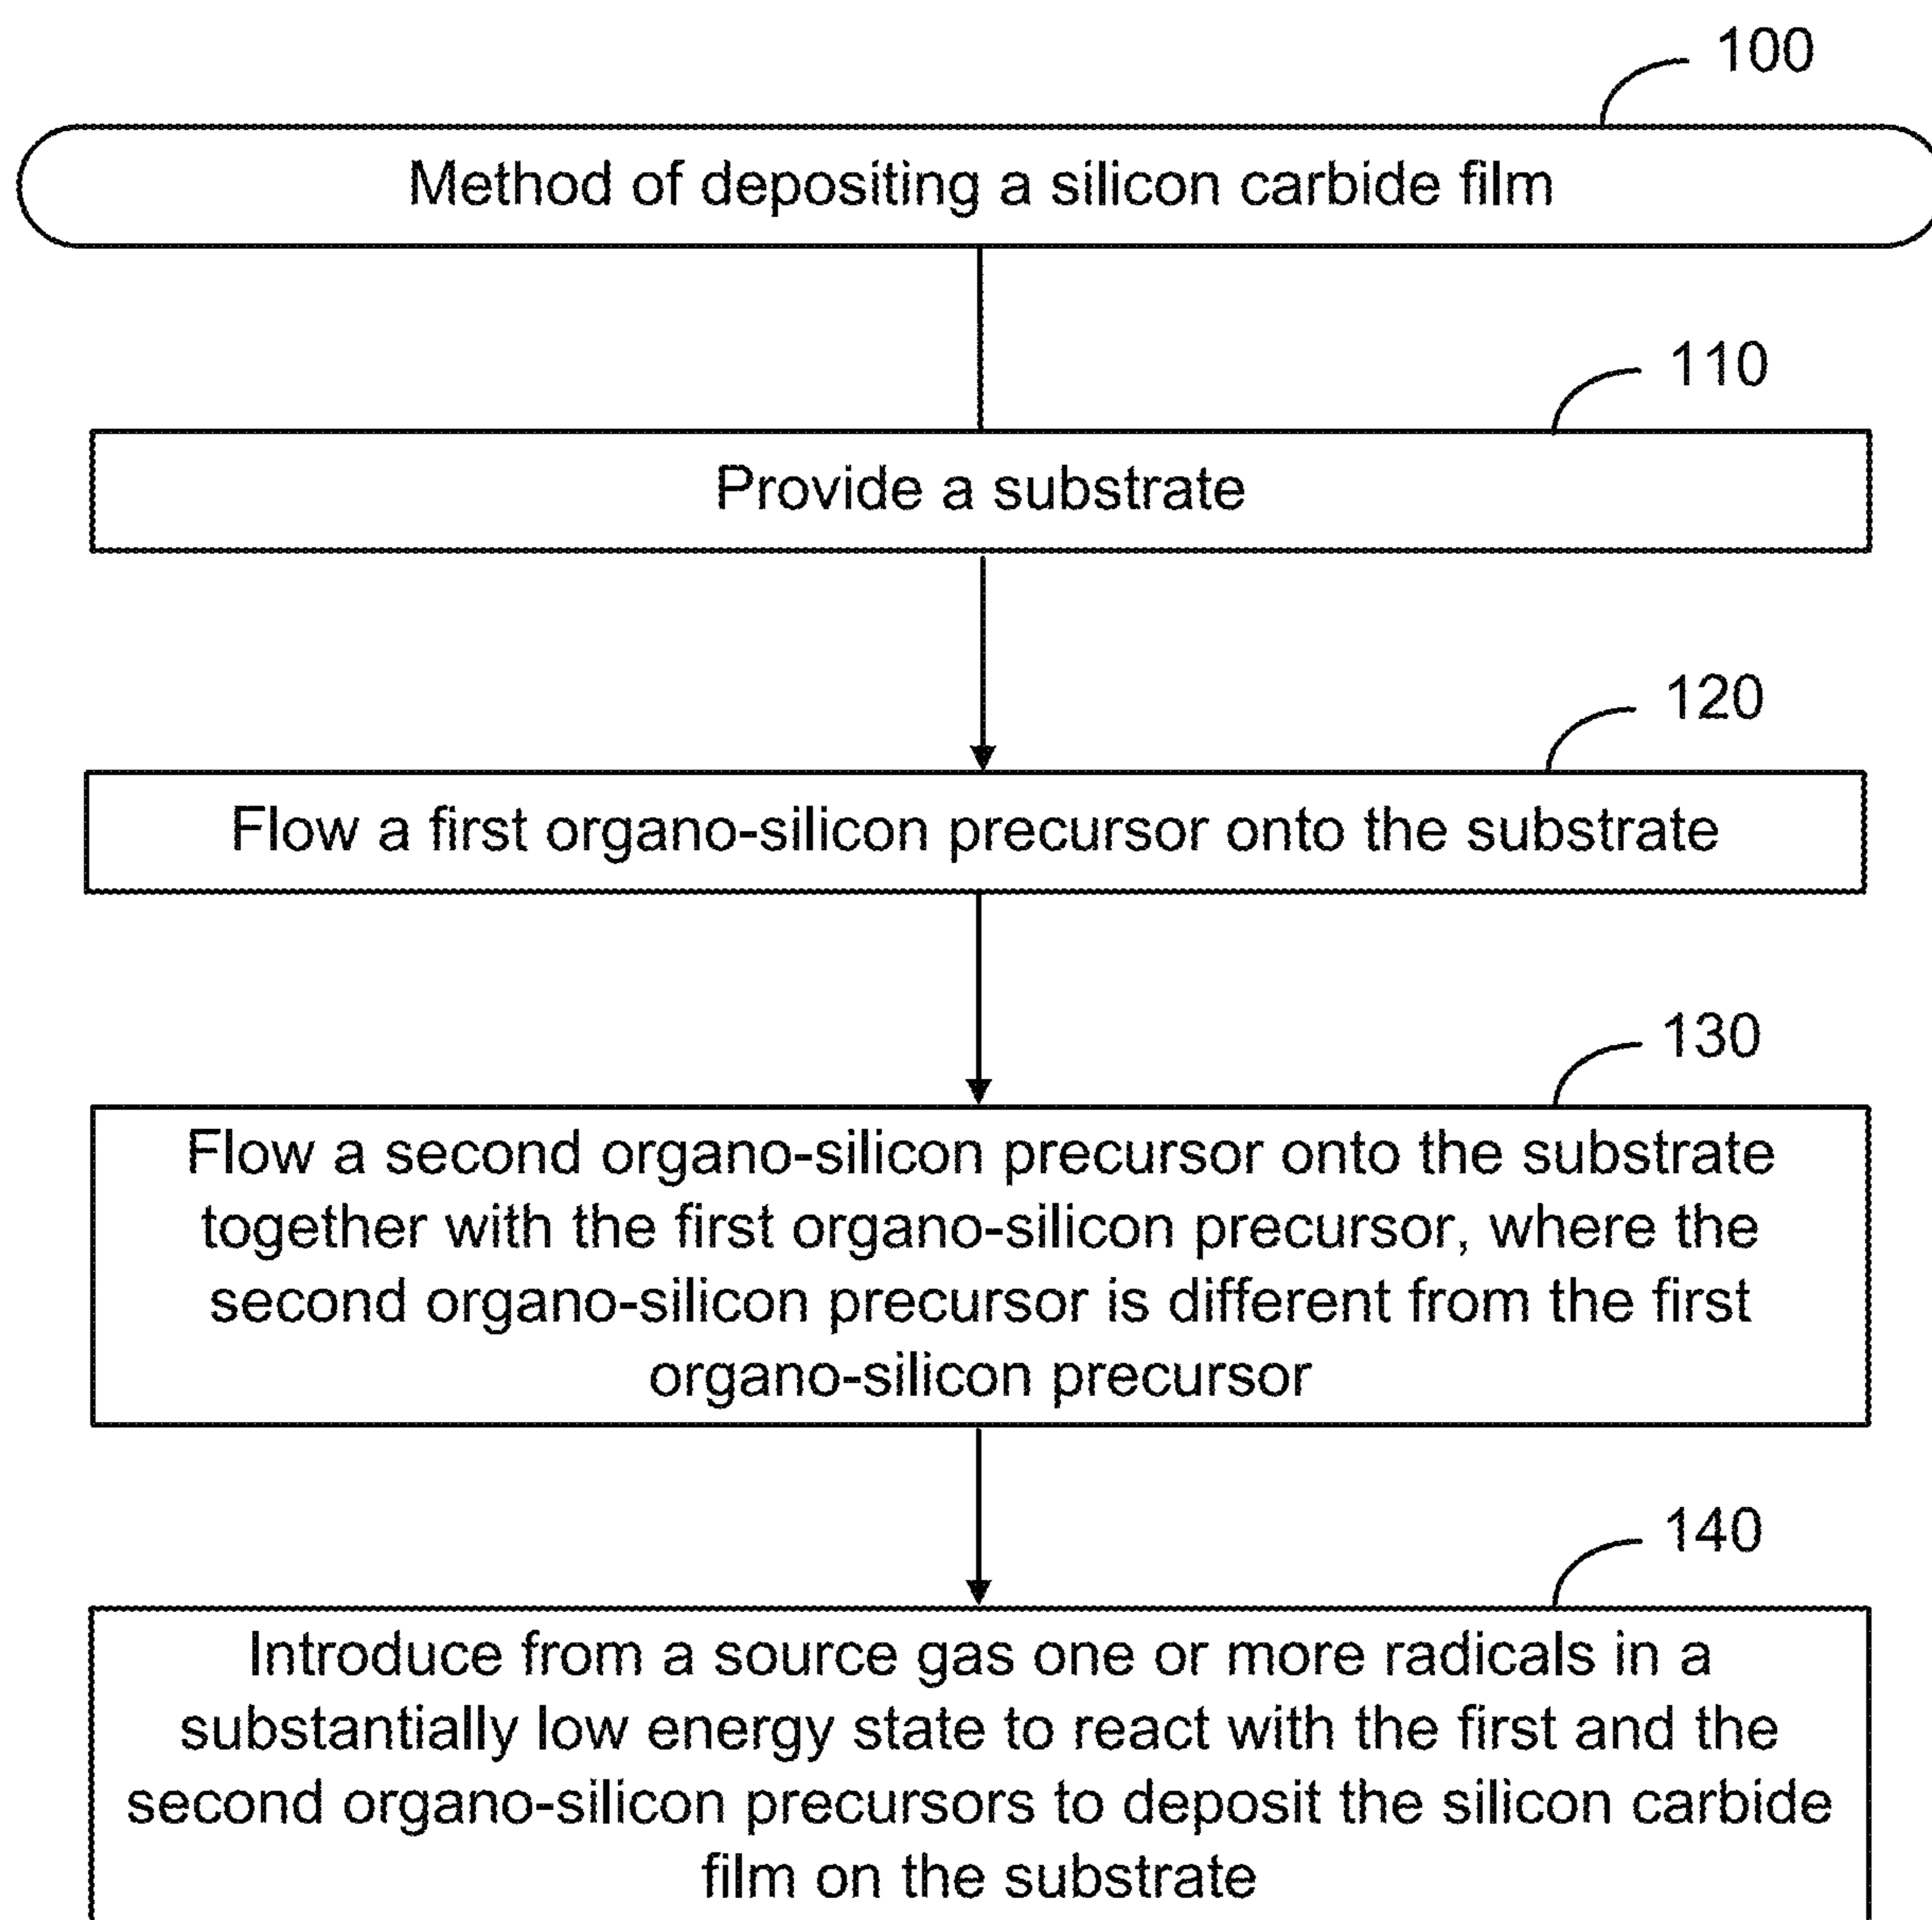 100
Method of depositing a silicon carbide film
110
Provide a substrate
120
Flow a first organo-silicon precursor onto the substrate
130
Flow a second organo-silicon precursor onto the substrate
together with the first organo-silicon precursor, where the
second organo-silicon precursor is different from the first
organo-silicon precursor
140
Introduce from a source gas one or more radicals in a
substantially low energy state to react with the first and the
second organo-silicon precursors to deposit the silicon carbide
film on the substrate